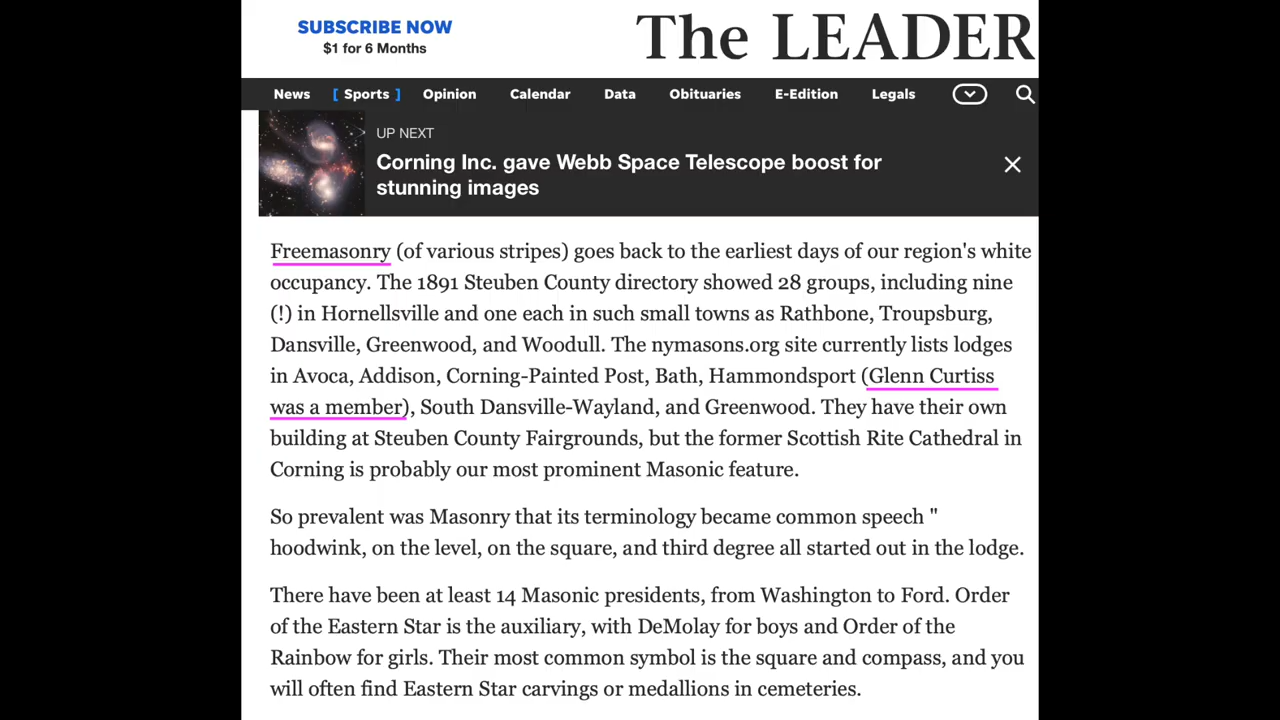 SUBSCRIBE NOW
$1 for 6 Months
The LEADER
News [ Sports ] Opinion Calendar Data Obituaries E-Edition Legals
UP NEXT
Corning Inc. gave Webb Space Telescope boost for
stunning images
Freemasonry (of various stripes) goes back to the earliest days of our region's white
occupancy. The 1891 Steuben County directory showed 28 groups, including nine
(!) in Hornellsville and one each in such small towns as Rathbone, Troupsburg,
Dansville, Greenwood, and Woodull. The nymasons.org site currently lists lodges
in Avoca, Addison, Corning-Painted Post, Bath, Hammondsport (Glenn Curtiss
was a member), South Dansville-Wayland, and Greenwood. They have their own
building at Steuben County Fairgrounds, but the former Scottish Rite Cathedral in
Corning is probably our most prominent Masonic feature.
So prevalent was Masonry that its terminology became common speech "
hoodwink, on the level, on the square, and third degree all started out in the lodge.
There have been at least 14 Masonic presidents, from Washington to Ford. Order
of the Eastern Star is the auxiliary, with DeMolay for boys and Order of the
Rainbow for girls. Their most common symbol is the square and compass, and you
will often find Eastern Star carvings or medallions in cemeteries.